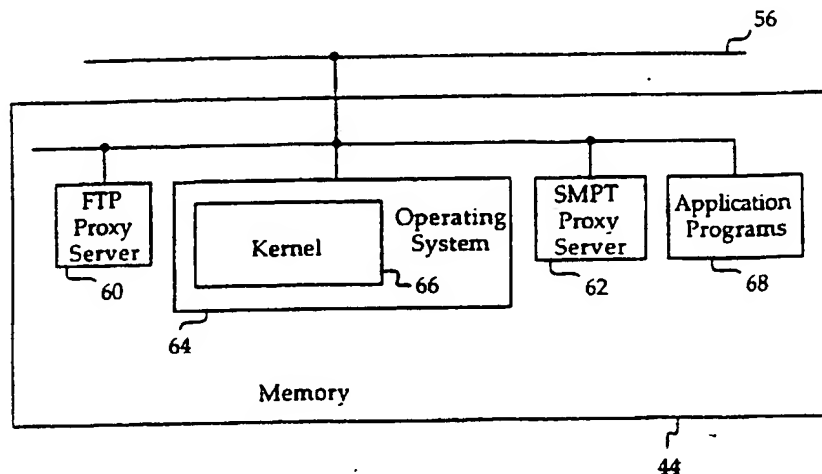 56
FTP
Proxy
Server
60
Kernel
66
Operating
System
64
SMPT
Proxy
Server
62
Application
Programs
68
Memory
44